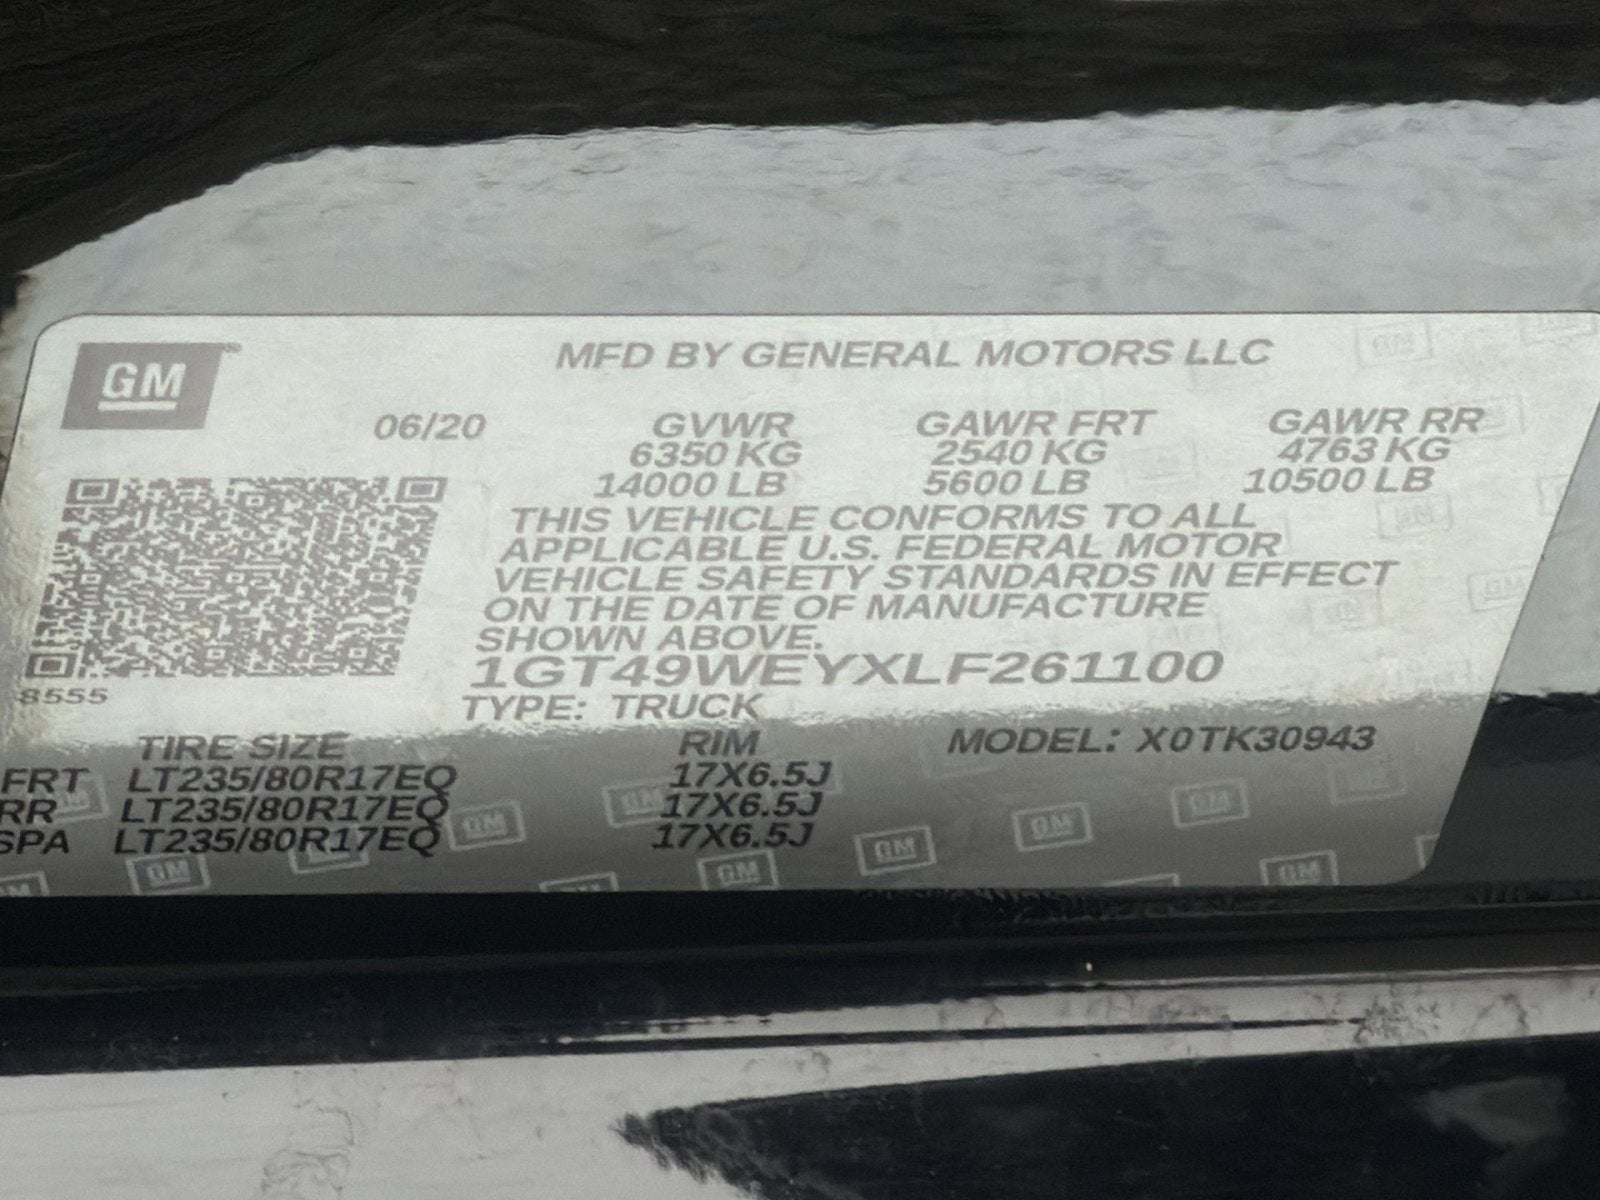 GM
MFD BY GENERAL MOTORS LLC
06/20 GVWR GAWR FRT GAWR RR
6350 KG 2540 KG 4763 KG
14000 LB 5600 LB 10500 LB
THIS VEHICLE CONFORMS TO ALL
APPLICABLE U.S. FEDERAL MOTOR
VEHICLE SAFETY STANDARDS IN EFFECT
ON THE DATE OF MANUFACTURE
SHOWN ABOVE.
8555
1GT49WEYXLF261100
TYPE: TRUCK
TIRE SIZE RIM MODEL: X0TK30943
FRT LT235/80R17EQ 17X6.5J
RR LT235/80R17EQ 17X6.5J
SPA LT235/80R17EQ 17X6.5J